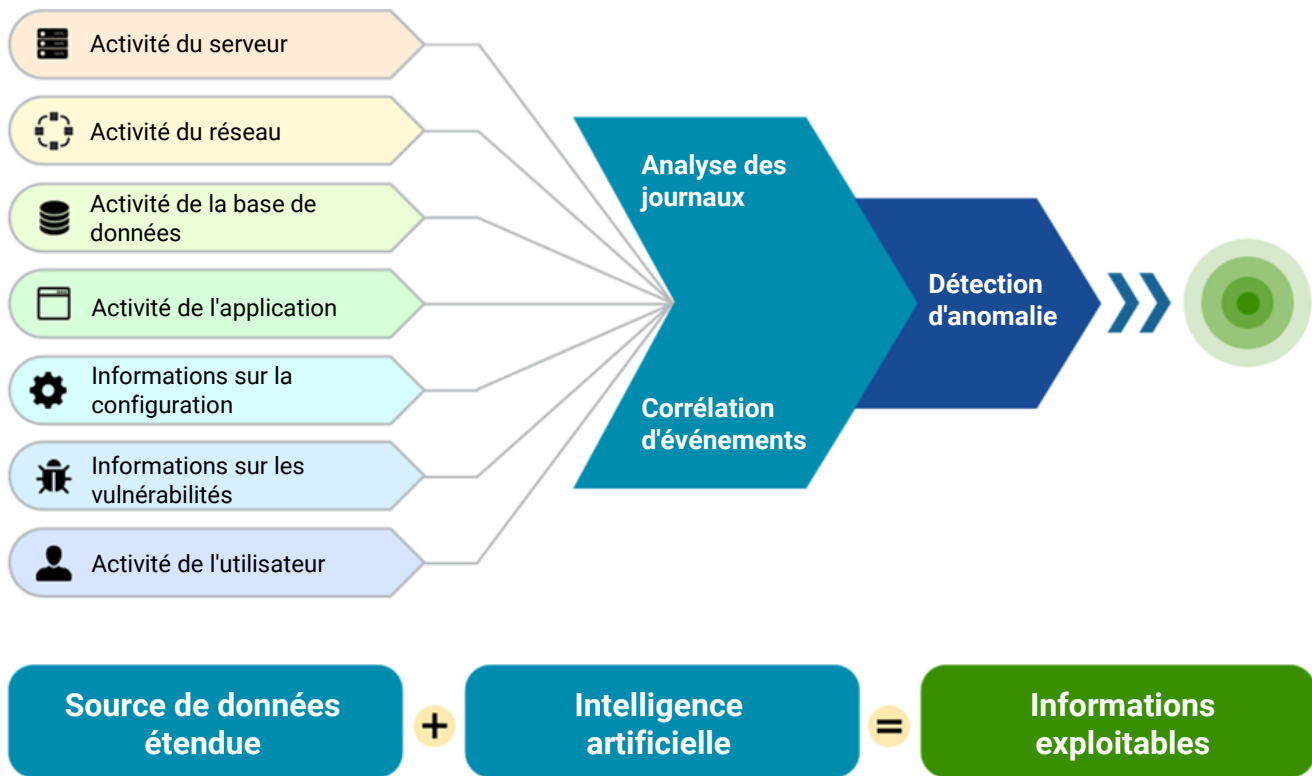 Activité du serveur
Activité du réseau
Activité de la base de
données
Activité de l'application
Informations sur la
configuration
Informations sur les
vulnérabilités
Activité de l'utilisateur
Analyse des
journaux
Corrélation
d'événements
Détection
d'anomalie
Source de données
étendue
+
Intelligence
artificielle
=
Informations
exploitables